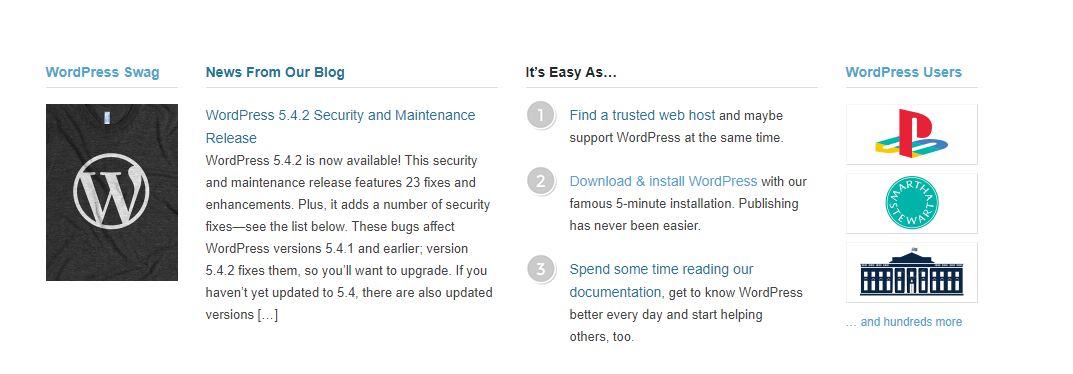 WordPress Swag
W
News From Our Blog
WordPress 5.4.2 Security and Maintenance
Release
WordPress 5.4.2 is now available! This security
and maintenance release features 23 fixes and
enhancements. Plus, it adds a number of security
fixes—see the list below. These bugs affect
WordPress versions 5.4.1 and earlier; version
5.4.2 fixes them, so you’ll want to upgrade. If you
haven’t yet updated to 5.4, there are also updated
versions […]
It’s Easy As…
1
Find a trusted web host and maybe
support WordPress at the same time.
2
Download & install WordPress with our
famous 5-minute installation. Publishing
has never been easier.
3
Spend some time reading our
documentation, get to know WordPress
better every day and start helping
others, too.
WordPress Users
MARTHA
STEWART
… and hundreds more